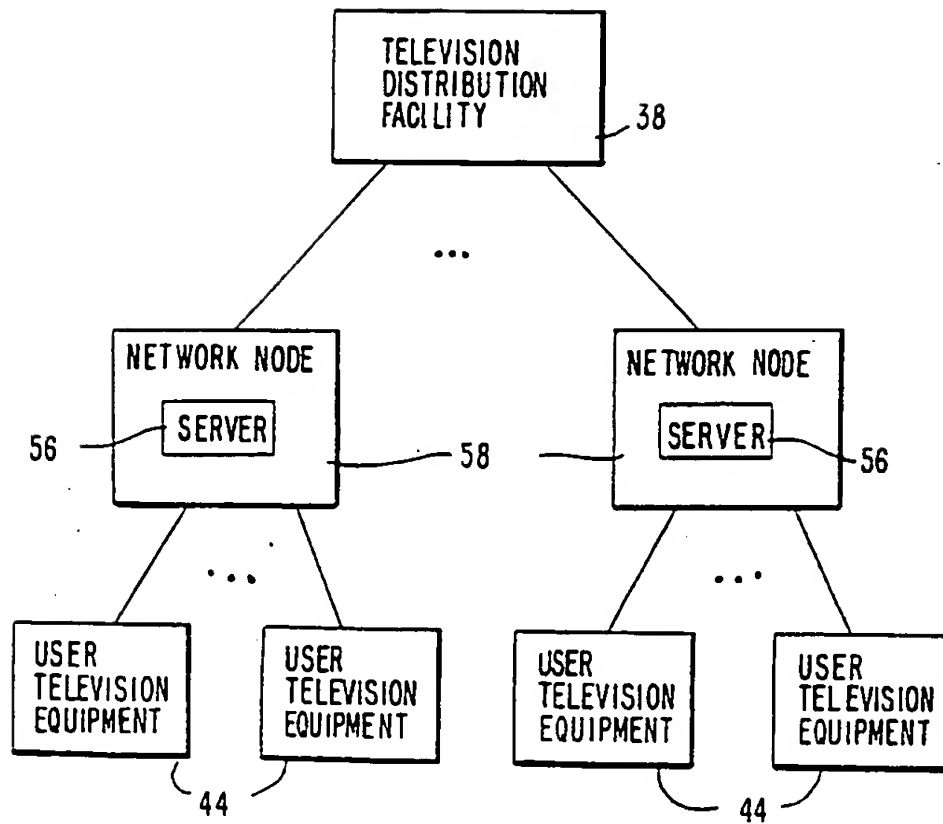 TELEVISION
DISTRIBUTION
FACILITY
38
...
NETWORK NODE
SERVER
56
58
NETWORK NODE
SERVER
56
...
USER
TELEVISION
EQUIPMENT
USER
TELEVISION
EQUIPMENT
44
...
USER
TELEVISION
EQUIPMENT
USER
TELEVISION
EQUIPMENT
44